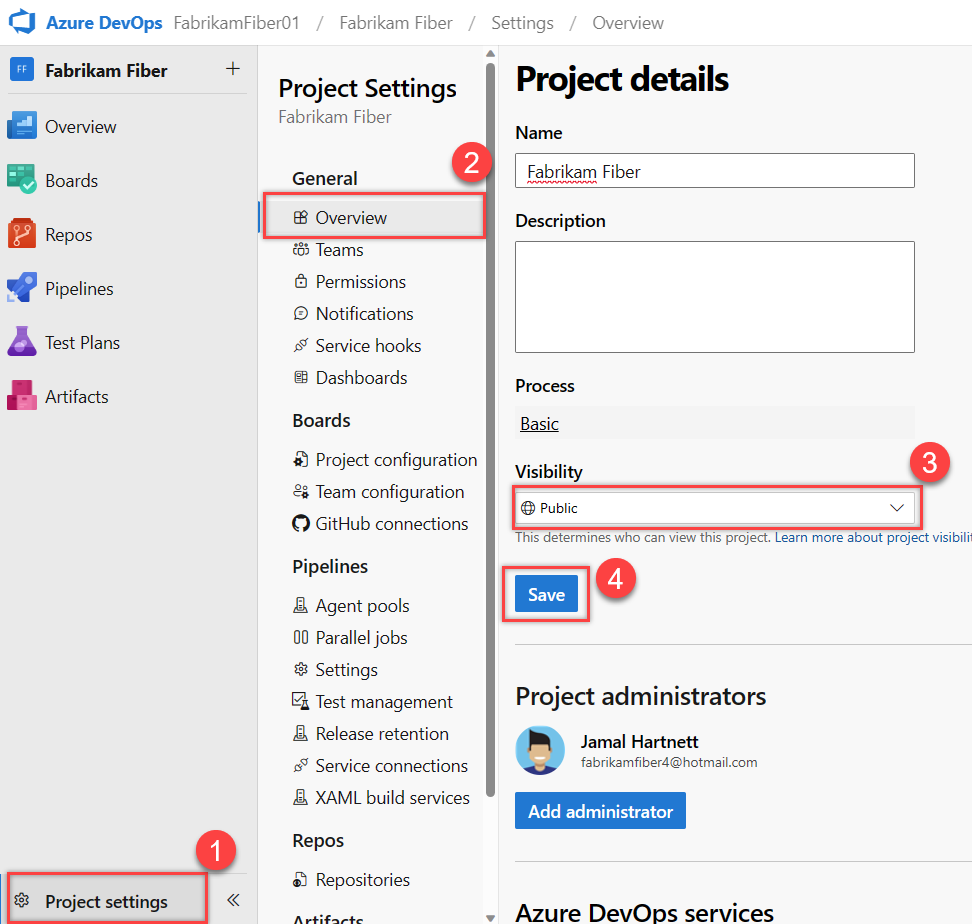 Azure DevOps FabrikamFiber01 / Fabrikam Fiber / Settings / Overview
FF Fabrikam Fiber +
Overview
Boards
Repos
Pipelines
Test Plans
Artifacts
1
Project settings «
Project Settings
Fabrikam Fiber
2
General
Overview
Teams
Permissions
Notifications
Service hooks
Dashboards
Boards
Project configuration
Team configuration
GitHub connections
Pipelines
Agent pools
Parallel jobs
Settings
Test management
Release retention
Service connections
XAML build services
Repos
Repositories
Artifacts
Project details
Name
Fabrikam Fiber
Description
Process
Basic
Visibility
3
Public
This determines who can view this project. Learn more about project visibilit
Save
4
Project administrators
Jamal Hartnett
fabrikamfiber4@hotmail.com
Add administrator
Azure DevOps services